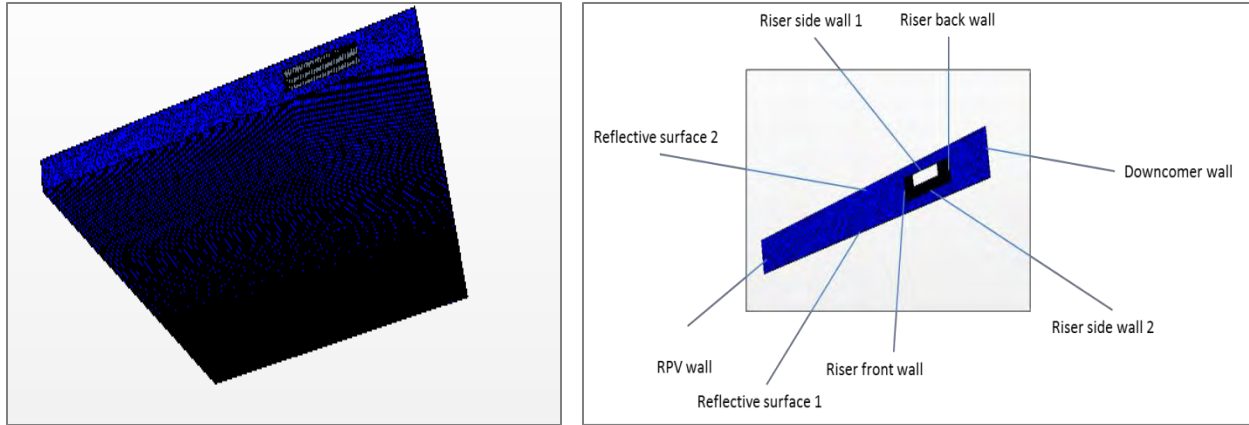 Riser side wall 1
Riser back wall
Reflective surface 2
Downcomer wall
Riser side wall 2
RPV wall
Riser front wall
Reflective surface 1